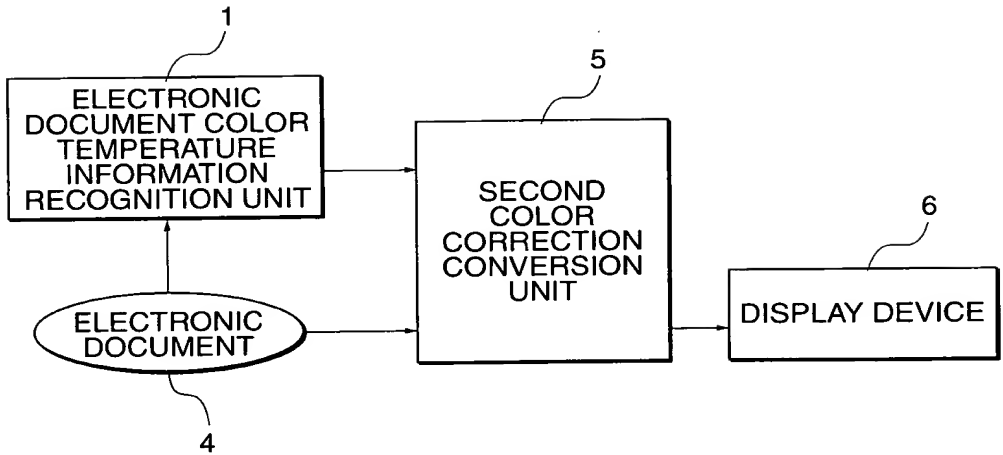 1
ELECTRONIC
DOCUMENT COLOR
TEMPERATURE
INFORMATION
RECOGNITION UNIT
5
SECOND
COLOR
CORRECTION
CONVERSION
UNIT
6
DISPLAY DEVICE
ELECTRONIC
DOCUMENT
4